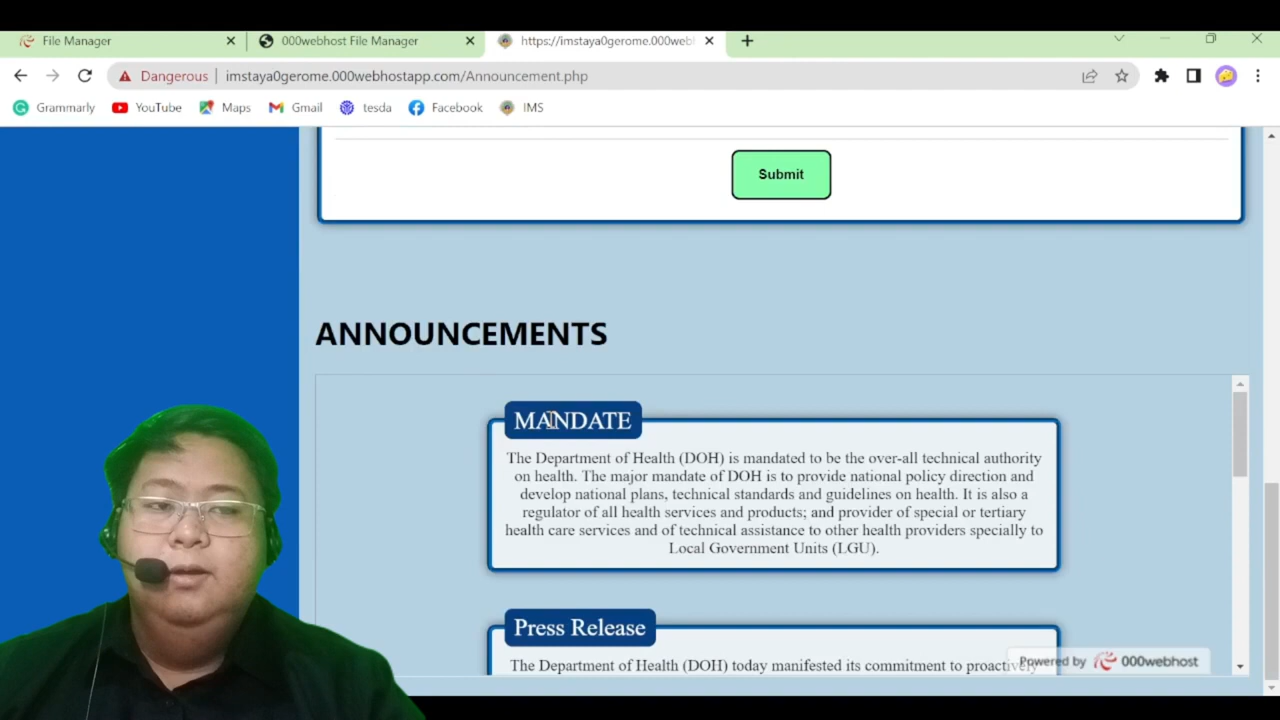 File Manager
000webhost File Manager
https://imstaya0gerome.000webl
Dangerous
imstaya0gerome.000webhostapp.com/Announcement.php
Grammarly
YouTube
Maps
Gmail
tesda
Facebook
IMS
Submit
ANNOUNCEMENTS
MANDATE
The Department of Health (DOH) is mandated to be the over-all technical authority
on health. The major mandate of DOH is to provide national policy direction and
develop national plans, technical standards and guidelines on health. It is also a
regulator of all health services and products; and provider of special or tertiary
health care services and of technical assistance to other health providers specially to
Local Government Units (LGU).
Press Release
The Department of Health (DOH) today manifested its commitment to proactively
Powered by 000webhost